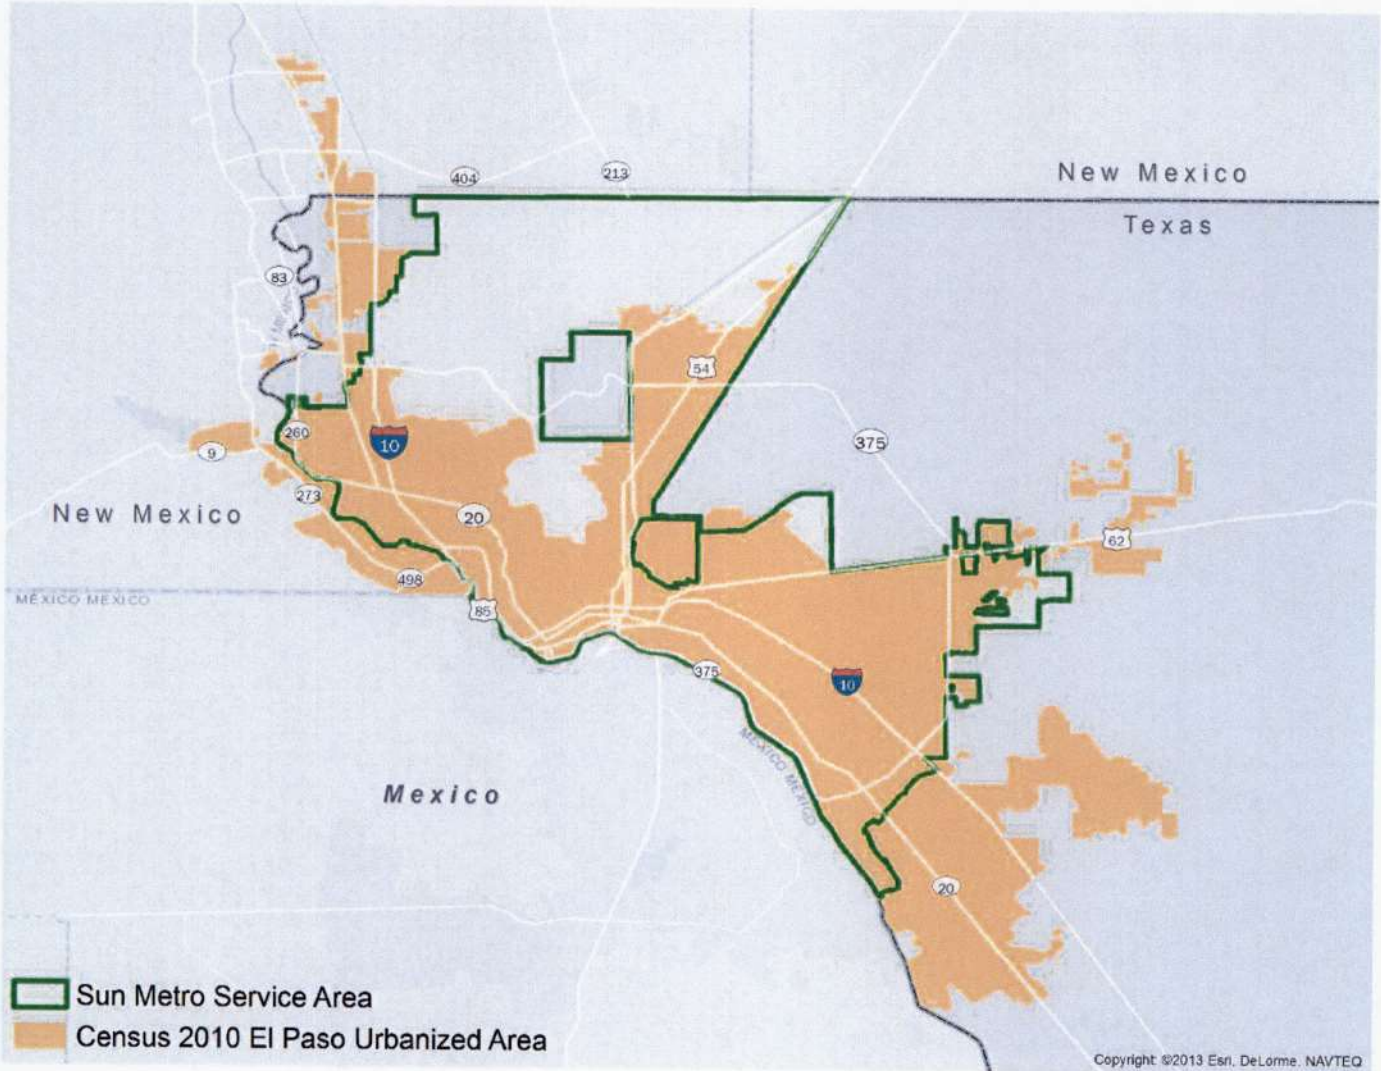 New Mexico
Texas
404
213
83
54
375
260
10
9
273
New Mexico
20
62
498
MÉXICO MEXICO
85
375
10
MÉXICO MEXICO
Mexico
20
Sun Metro Service Area
Census 2010 El Paso Urbanized Area
Copyright: ©2013 Esri, DeLorme, NAVTEQ